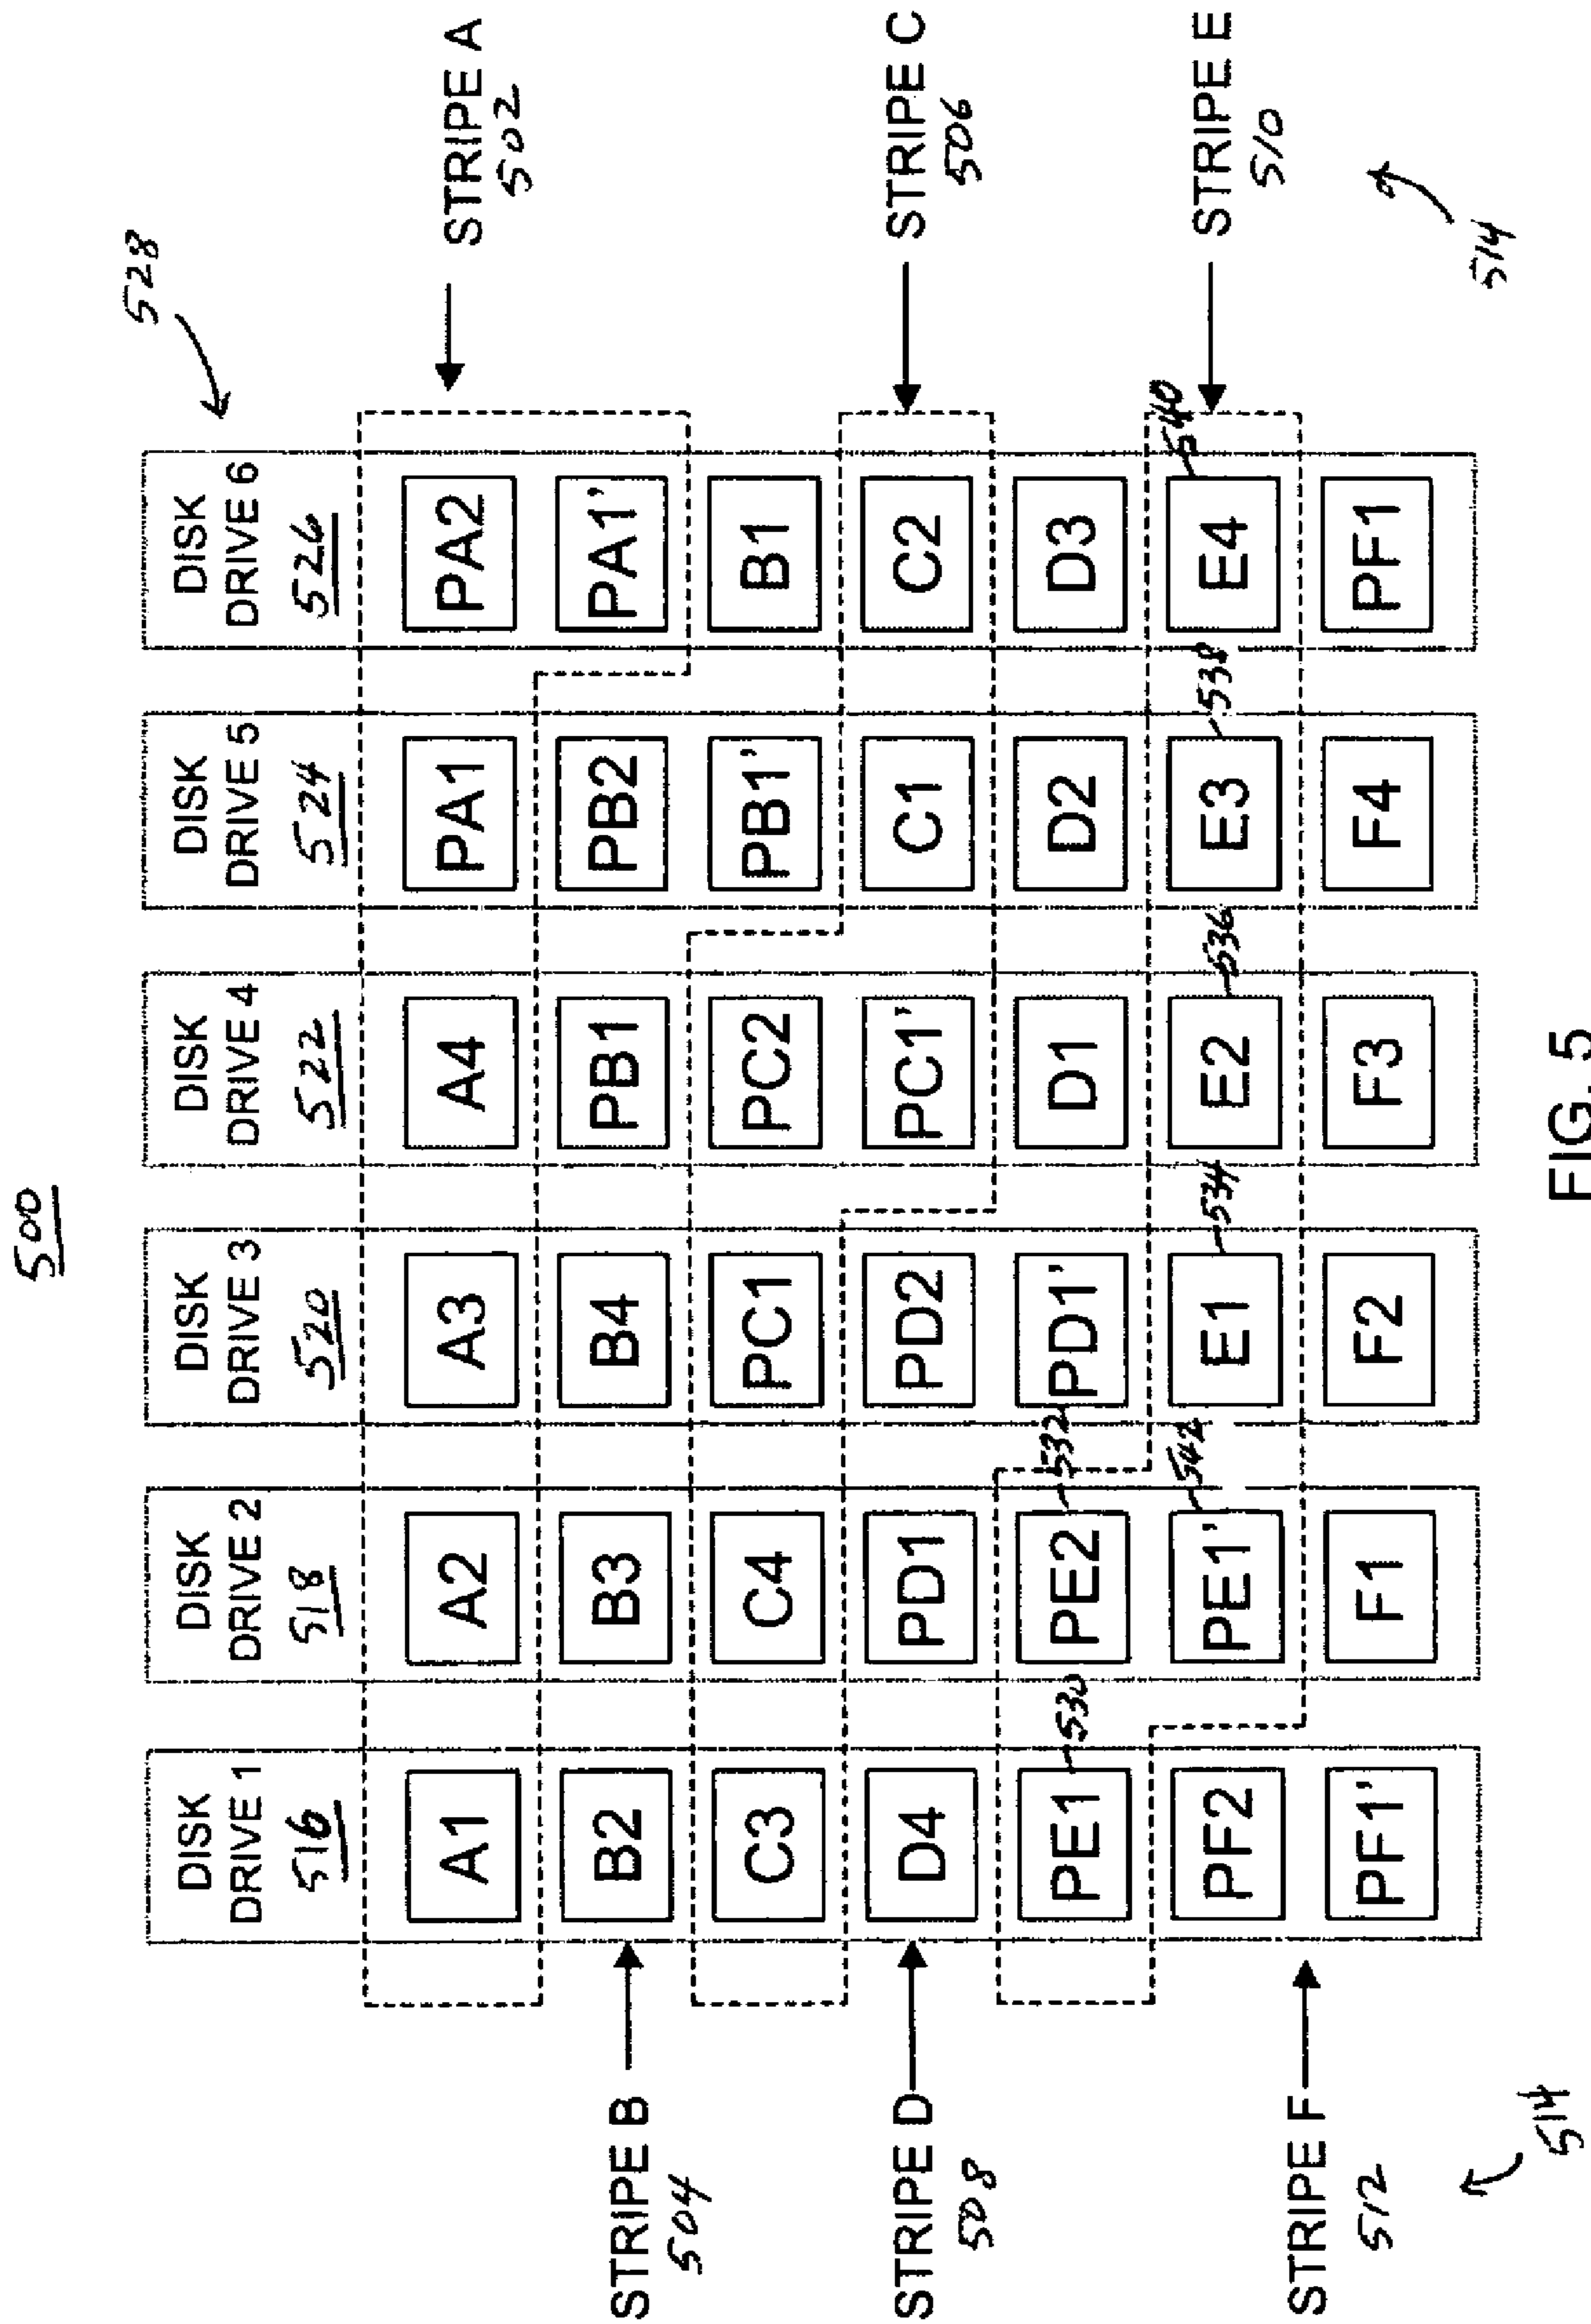 500
528
DISK DRIVE 1
516
DISK DRIVE 2
518
DISK DRIVE 3
520
DISK DRIVE 4
522
DISK DRIVE 5
524
DISK DRIVE 6
526
STRIPE A
502
A1 A2 A3 A4 PA1 PA2
STRIPE B
504
B2 B3 B4 PB1 PB2 PA1'
C3 C4 PC1 PC2 PB1' B1
STRIPE C
506
STRIPE D
508
D4 PD1 PD2 PC1' C1 C2
PE1 530 PE2 532 PD1' D1 D2 D3
STRIPE E
510
PF2 PE1' 542 E1 534 E2 536 E3 538 E4 540
STRIPE F
512
PF1' F1 F2 F3 F4 PF1
514
514
FIG. 5